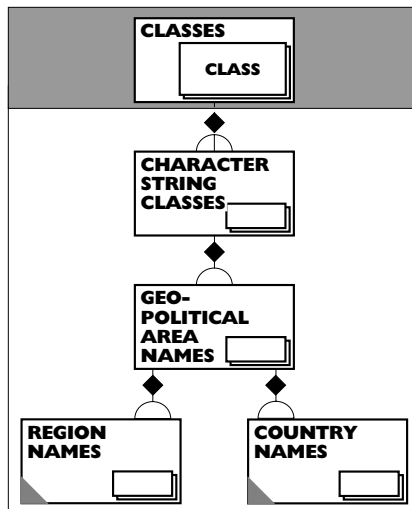 CLASSES
CLASS
CHARACTER
STRING
CLASSES
GEO-
POLITICAL
AREA
NAMES
REGION
NAMES
COUNTRY
NAMES